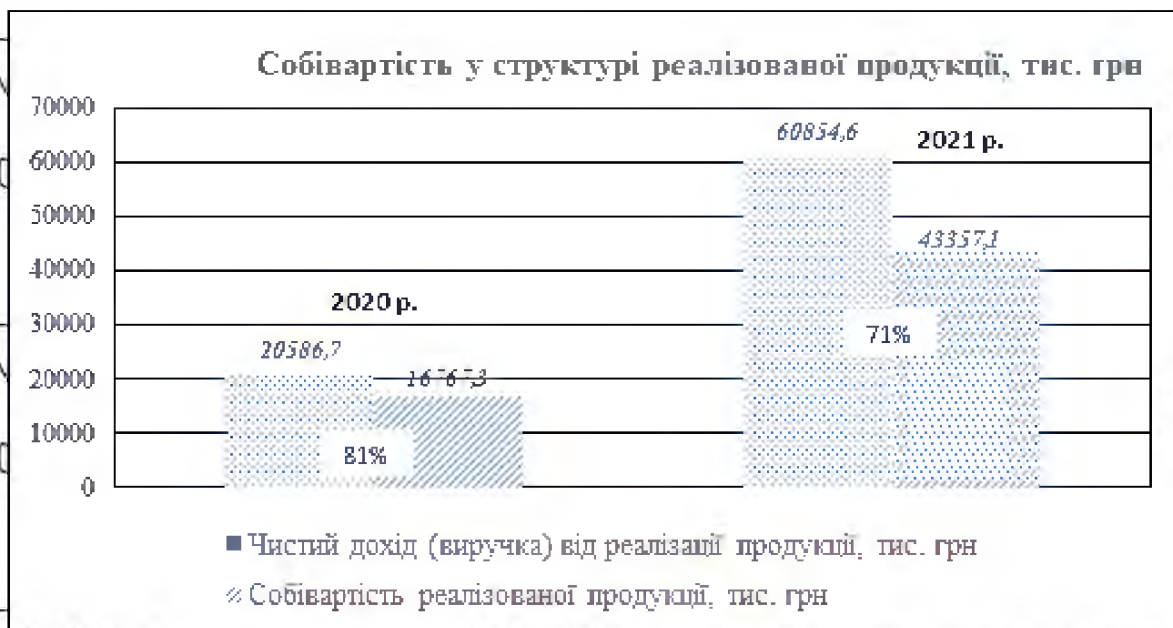 Собівартість у структурі реалізованої продукції, тис. грн
70000
60000
50000
40000
30000
20000
10000
0
2020 р.
20586,7
16767,3
81%
60854,6
2021 р.
43357,1
71%
Чистий дохід (виручка) від реалізації продукції, тис. грн
Собівартість реалізованої продукції, тис. грн